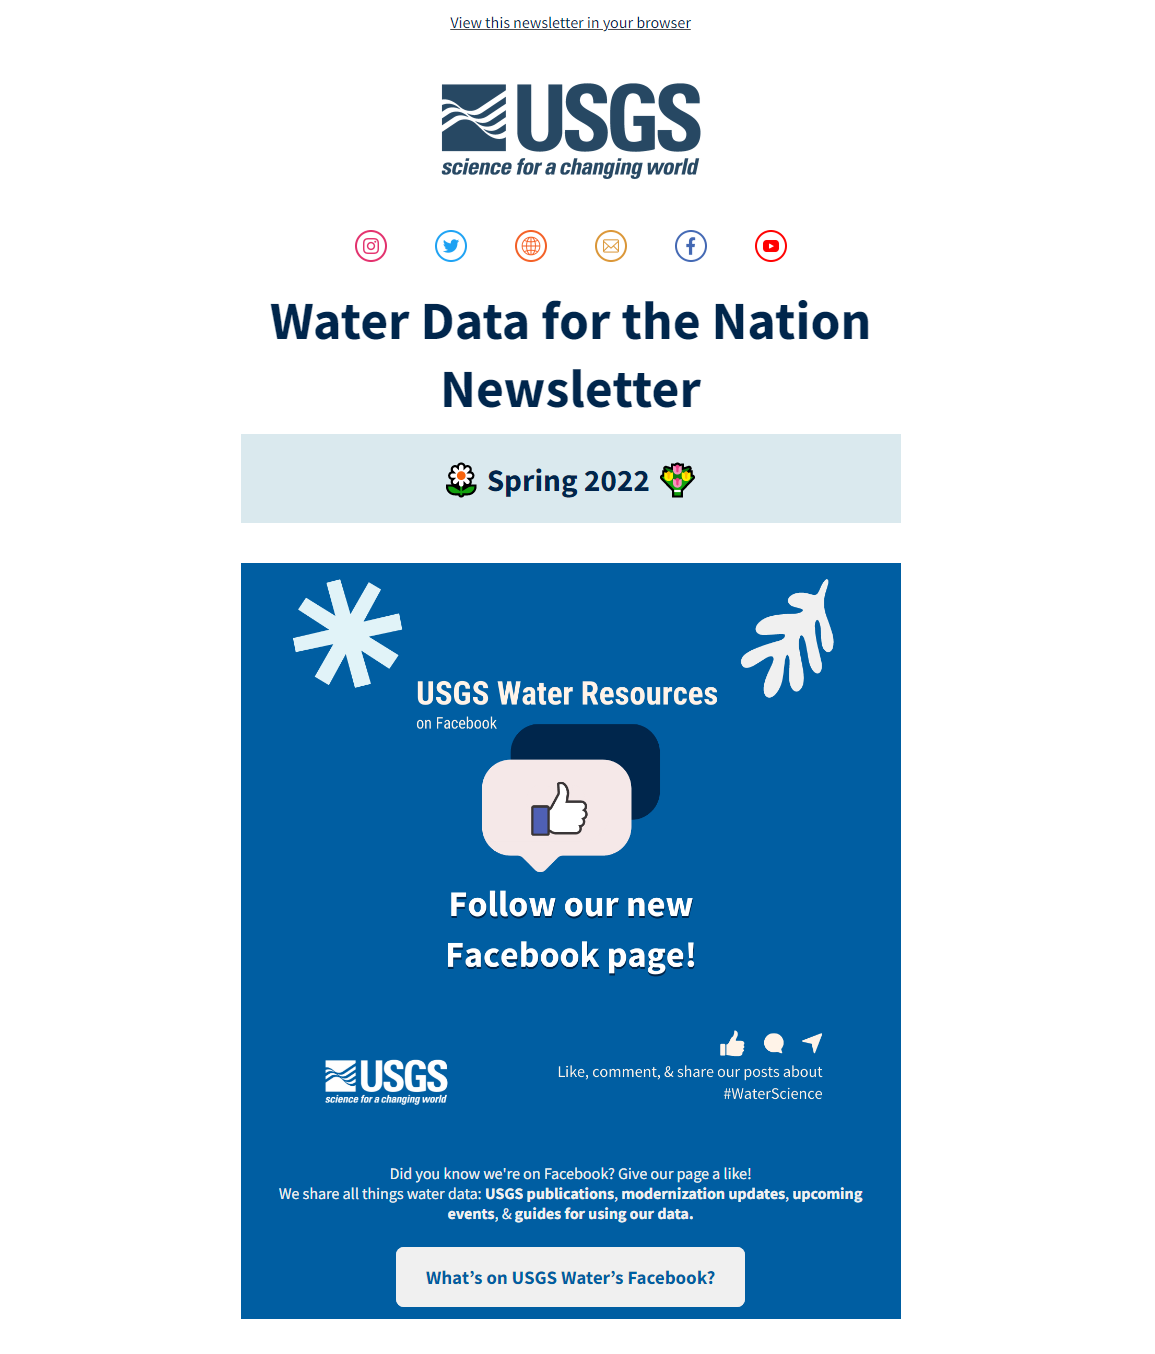 View this newsletter in your browser
USGS
science for a changing world
Water Data for the Nation
Newsletter
Spring 2022
USGS Water Resources
on Facebook
Follow our new
Facebook page!
USGS
science for a changing world
Like, comment, & share our posts about
#WaterScience
Did you know we're on Facebook? Give our page a like!
We share all things water data: USGS publications, modernization updates, upcoming
events, & guides for using our data.
What’s on USGS Water’s Facebook?